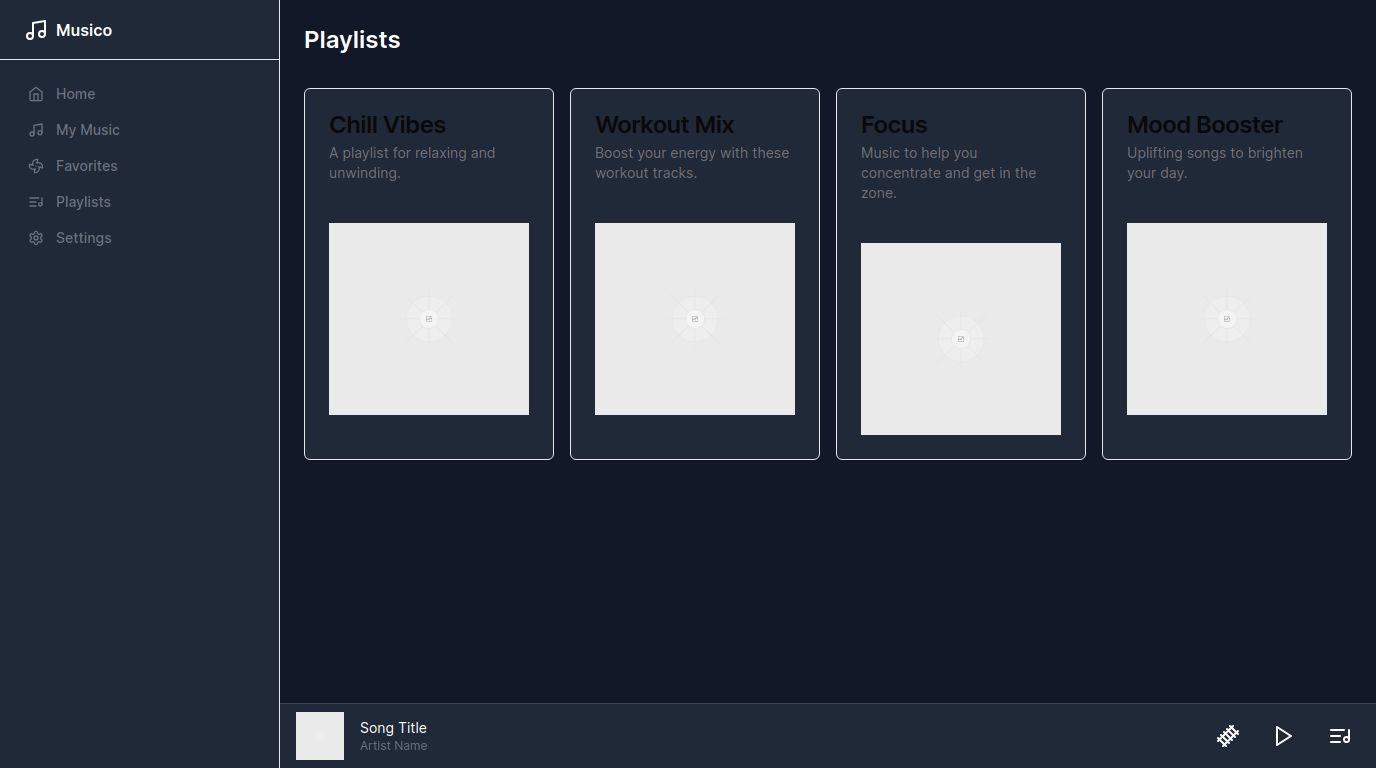 Musico
Home
My Music
Favorites
Playlists
Settings
Playlists
Chill Vibes
A playlist for relaxing and
unwinding.
Workout Mix
Boost your energy with these
workout tracks.
Focus
Music to help you
concentrate and get in the
zone.
Mood Booster
Uplifting songs to brighten
your day.
Song Title
Artist Name